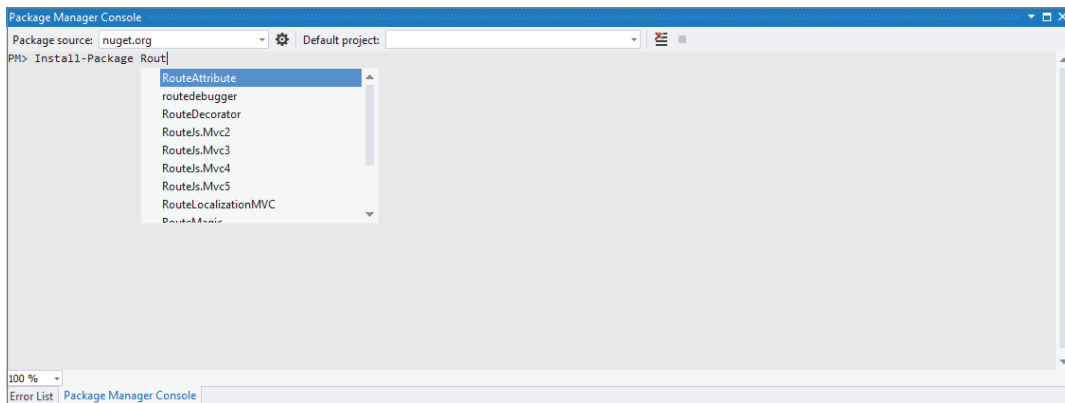 Package Manager Console
Package source: nuget.org Default project:
PM> Install-Package Rout
RouteAttribute
routedebugger
RouteDecorator
RouteJs.Mvc2
RouteJs.Mvc3
RouteJs.Mvc4
RouteJs.Mvc5
RouteLocalizationMVC
RouteMagic
100 %
Error List Package Manager Console